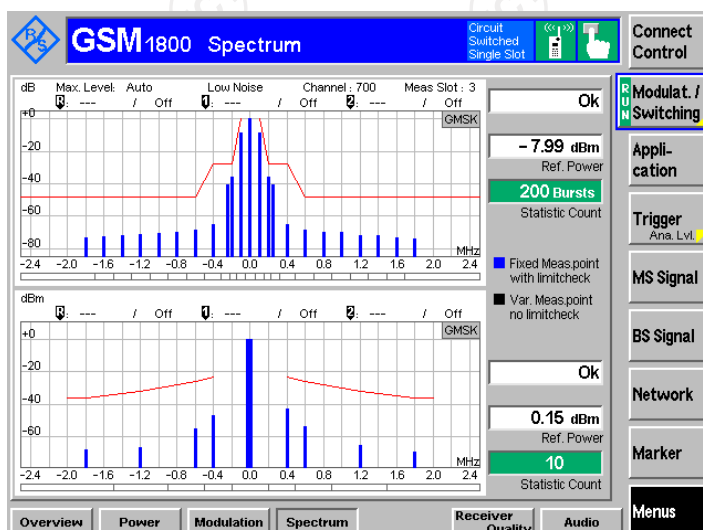 R&S
GSM 1800 Spectrum
Circuit Switched Single Slot
Connect Control
dB Max. Level: Auto Low Noise Channel : 700 Meas Slot : 3
R: --- / Off 1: --- / Off 2: --- / Off
GMSK
+0
-20
-40
-60
-80
MHz
-2.4 -2.0 -1.6 -1.2 -0.8 -0.4 0.0 0.4 0.8 1.2 1.6 2.0 2.4
Ok
-7.99 dBm
Ref. Power
200 Bursts
Statistic Count
Fixed Meas.point
with limitcheck
Var. Meas.point
no limitcheck
dBm
R: --- / Off 1: --- / Off 2: --- / Off
GMSK
+0
-20
-40
-60
MHz
-2.4 -2.0 -1.6 -1.2 -0.8 -0.4 0.0 0.4 0.8 1.2 1.6 2.0 2.4
Ok
0.15 dBm
Ref. Power
10
Statistic Count
RUN
Modulat. /
Switching
Appli-
cation
Trigger
Ana. Lvl.
MS Signal
BS Signal
Network
Marker
Menus
Overview Power Modulation Spectrum Receiver Quality Audio